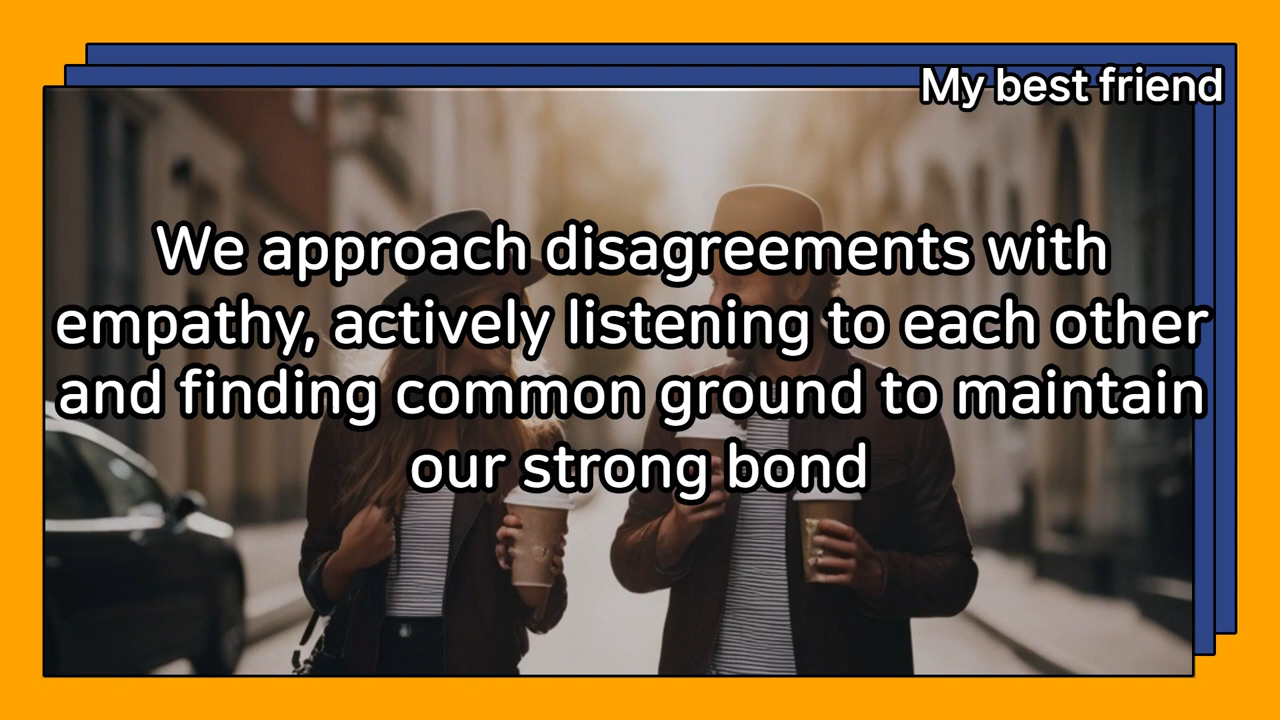 My best friend
We approach disagreements with
empathy, actively listening to each other
and finding common ground to maintain
our strong bond